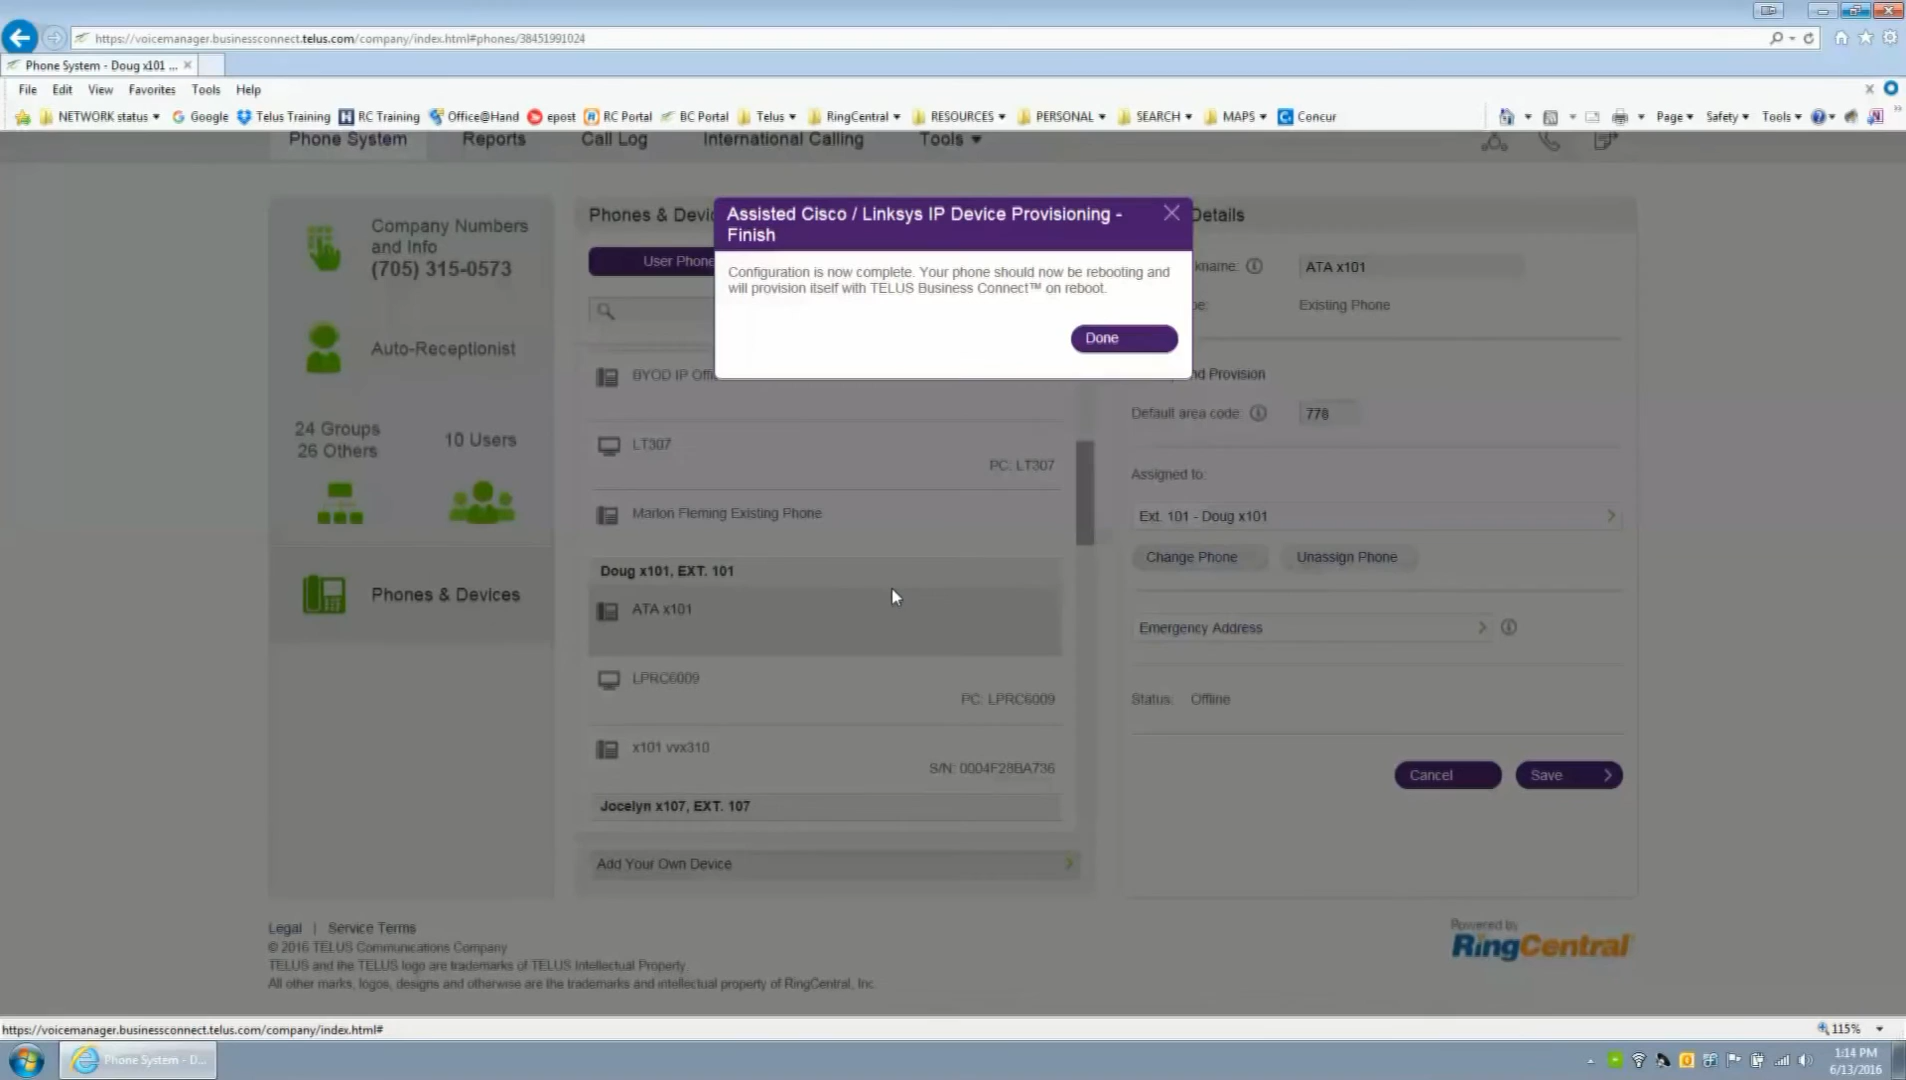 https://voicemanager.businessconnect.telus.com/company/index.html#phones/38451991024
Phone System - Doug x101 ...
File Edit View Favorites Tools Help
NETWORK status Google Telus Training RC Training Office@Hand epost RC Portal BC Portal Telus RingCentral RESOURCES PERSONAL SEARCH MAPS Concur Page Safety Tools
Phone System Reports Call Log International Calling Tools
Company Numbers
and Info
(705) 315-0573
Auto-Receptionist
24 Groups
26 Others
10 Users
Phones & Devices
Phones & Devi
User Phone
BYOD IP Offi
LT307
PC: LT307
Marlon Fleming Existing Phone
Doug x101, EXT. 101
ATA x101
LPRC6009
PC: LPRC6009
x101 vvx310
S/N: 0004F28BA736
Jocelyn x107, EXT. 107
Add Your Own Device
Assisted Cisco / Linksys IP Device Provisioning -
Finish
Configuration is now complete. Your phone should now be rebooting and
will provision itself with TELUS Business Connect™ on reboot.
Done
Details
kname: ATA x101
pe: Existing Phone
nd Provision
Default area code: 778
Assigned to:
Ext. 101 - Doug x101
Change Phone Unassign Phone
Emergency Address
Status: Offline
Cancel Save
Legal | Service Terms
© 2016 TELUS Communications Company
TELUS and the TELUS logo are trademarks of TELUS Intellectual Property.
All other marks, logos, designs and otherwise are the trademarks and intellectual property of RingCentral, Inc.
Powered by
RingCentral
https://voicemanager.businessconnect.telus.com/company/index.html#
115%
Phone System - D...
1:14 PM
6/13/2016